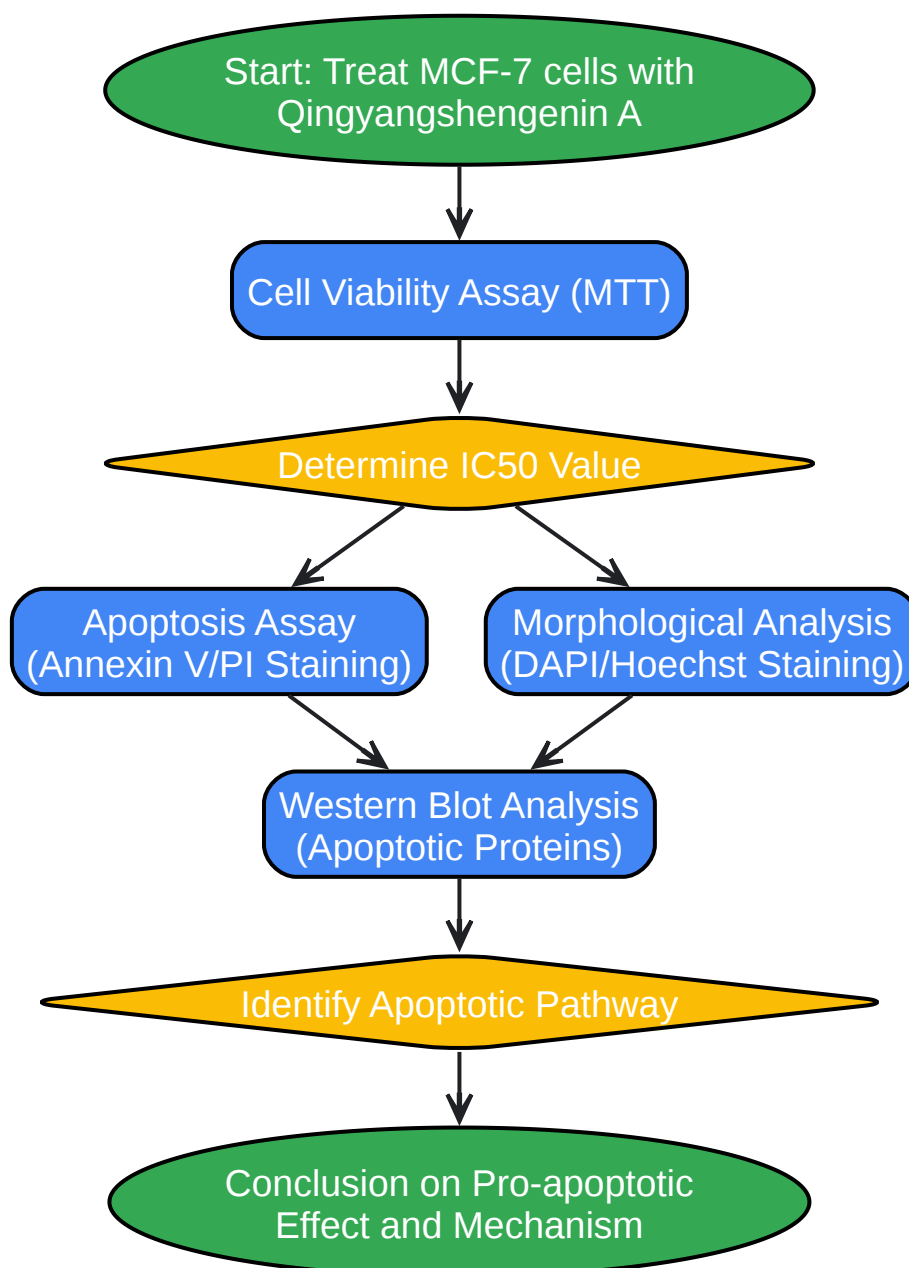 Start: Treat MCF-7 cells with
Qingyangshengenin A
Cell Viability Assay (MTT)
Determine IC50 Value
Apoptosis Assay
(Annexin V/PI Staining)
Morphological Analysis
(DAPI/Hoechst Staining)
Western Blot Analysis
(Apoptotic Proteins)
Identify Apoptotic Pathway
Conclusion on Pro-apoptotic
Effect and Mechanism